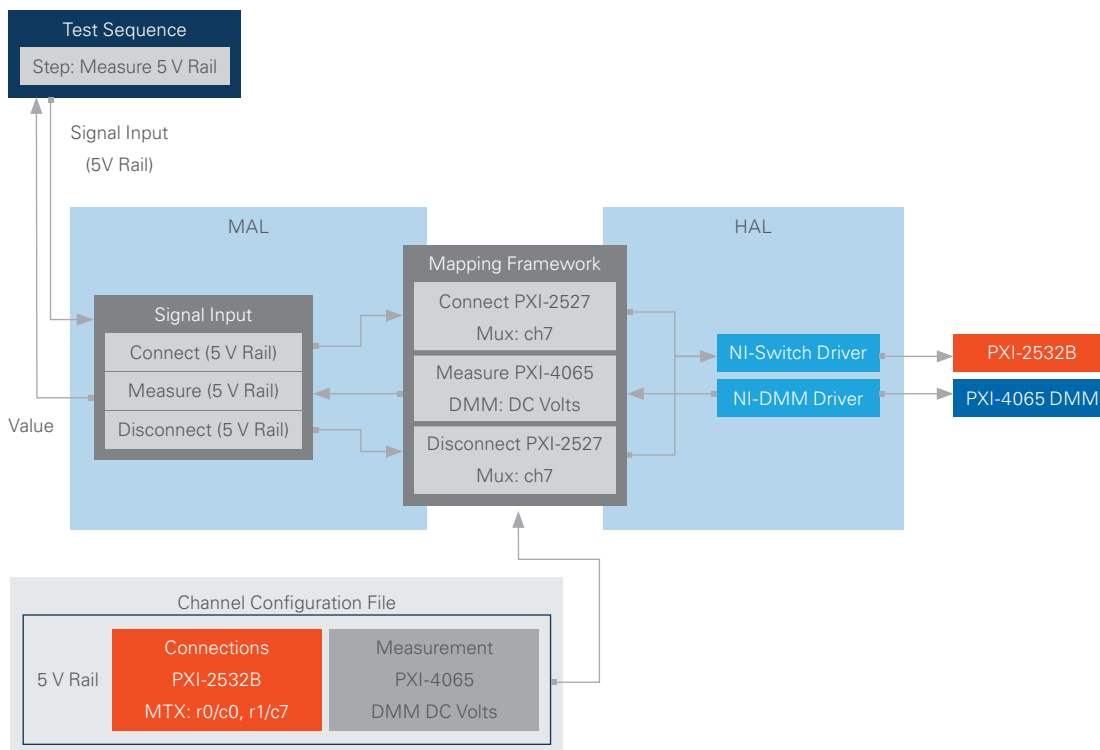 Test Sequence
Step: Measure 5 V Rail
Signal Input
(5V Rail)
MAL
HAL
Mapping Framework
Connect PXI-2527
Mux: ch7
Measure PXI-4065
DMM: DC Volts
Disconnect PXI-2527
Mux: ch7
Signal Input
Connect (5 V Rail)
Measure (5 V Rail)
Disconnect (5 V Rail)
Value
NI-Switch Driver
NI-DMM Driver
PXI-2532B
PXI-4065 DMM
Channel Configuration File
5 V Rail
Connections
PXI-2532B
MTX: r0/c0, r1/c7
Measurement
PXI-4065
DMM DC Volts